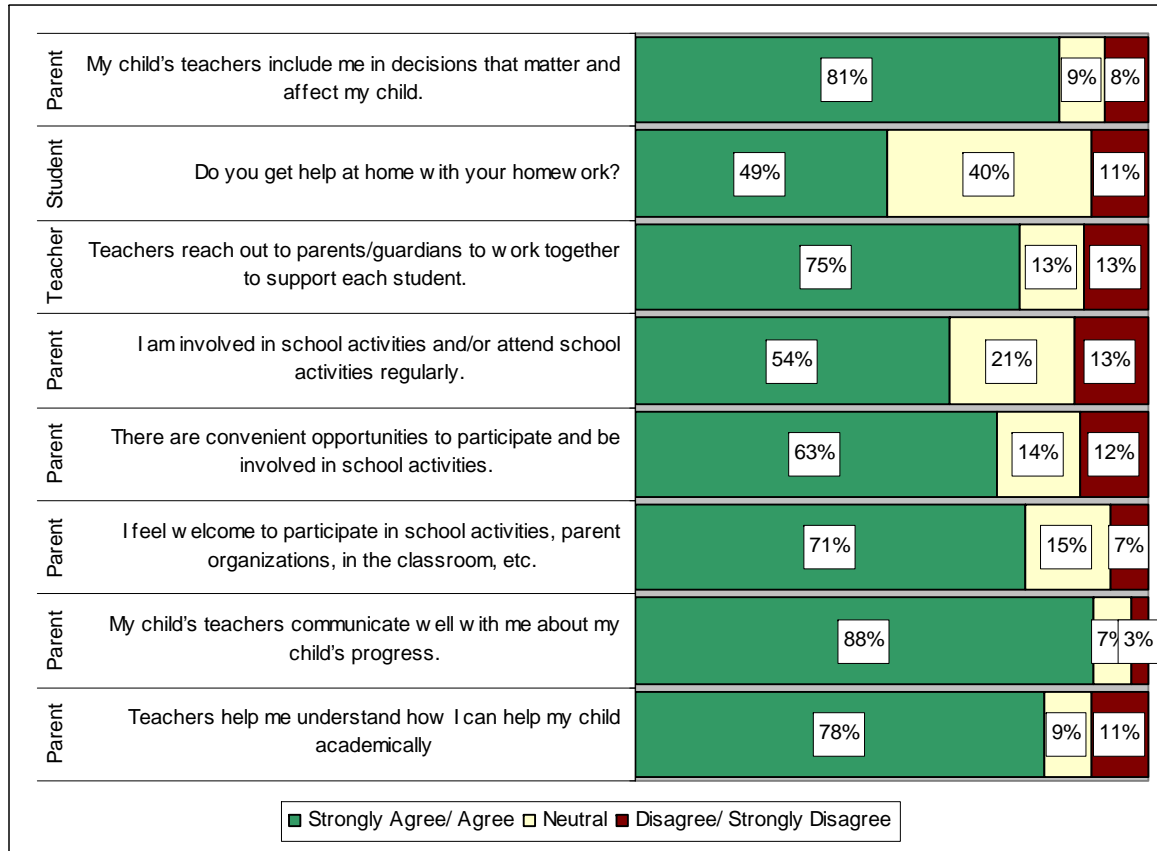 Parent
My child's teachers include me in decisions that matter and
affect my child.
81%
9%
8%
Student
Do you get help at home with your homework?
49%
40%
11%
Teacher
Teachers reach out to parents/guardians to work together
to support each student.
75%
13%
13%
Parent
I am involved in school activities and/or attend school
activities regularly.
54%
21%
13%
Parent
There are convenient opportunities to participate and be
involved in school activities.
63%
14%
12%
Parent
I feel welcome to participate in school activities, parent
organizations, in the classroom, etc.
71%
15%
7%
Parent
My child's teachers communicate well with me about my
child's progress.
88%
7%
3%
Parent
Teachers help me understand how I can help my child
academically
78%
9%
11%
Strongly Agree/ Agree
Neutral
Disagree/ Strongly Disagree